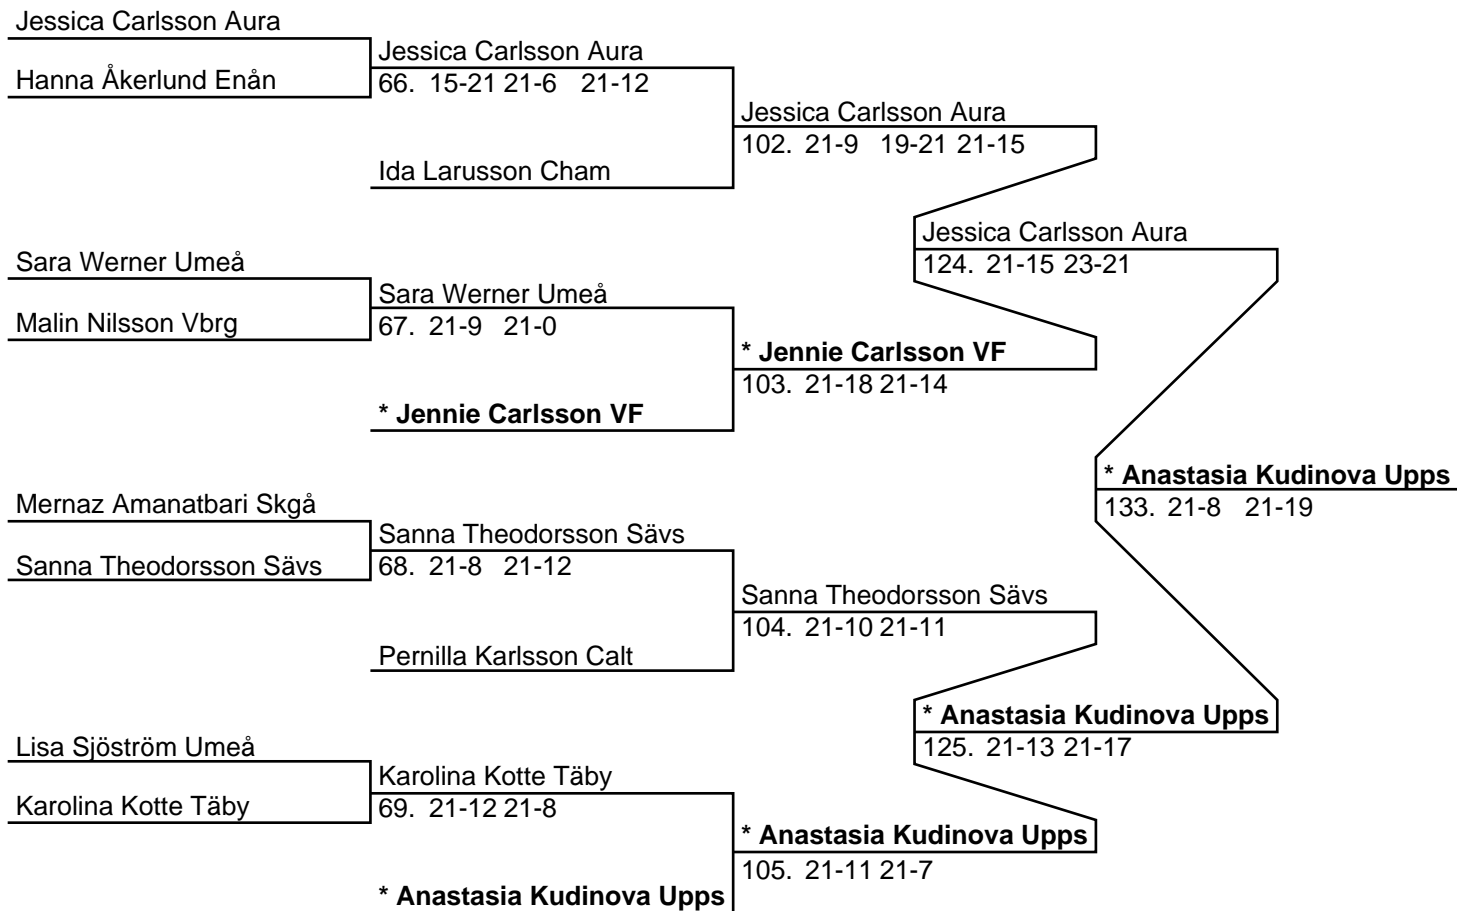 Jessica Carlsson Aura
Jessica Carlsson Aura
Hanna Åkerlund Enån
66. 15-21 21-6 21-12
Jessica Carlsson Aura
102. 21-9 19-21 21-15
Ida Larusson Cham
Jessica Carlsson Aura
124. 21-15 23-21
Sara Werner Umeå
Sara Werner Umeå
Malin Nilsson Vbrg
67. 21-9 21-0
* Jennie Carlsson VF
103. 21-18 21-14
* Jennie Carlsson VF
* Anastasia Kudinova Upps
133. 21-8 21-19
Mernaz Amanatbari Skgå
Sanna Theodorsson Sävs
Sanna Theodorsson Sävs
68. 21-8 21-12
Sanna Theodorsson Sävs
104. 21-10 21-11
Pernilla Karlsson Calt
* Anastasia Kudinova Upps
125. 21-13 21-17
Lisa Sjöström Umeå
Karolina Kotte Täby
Karolina Kotte Täby
69. 21-12 21-8
* Anastasia Kudinova Upps
105. 21-11 21-7
* Anastasia Kudinova Upps